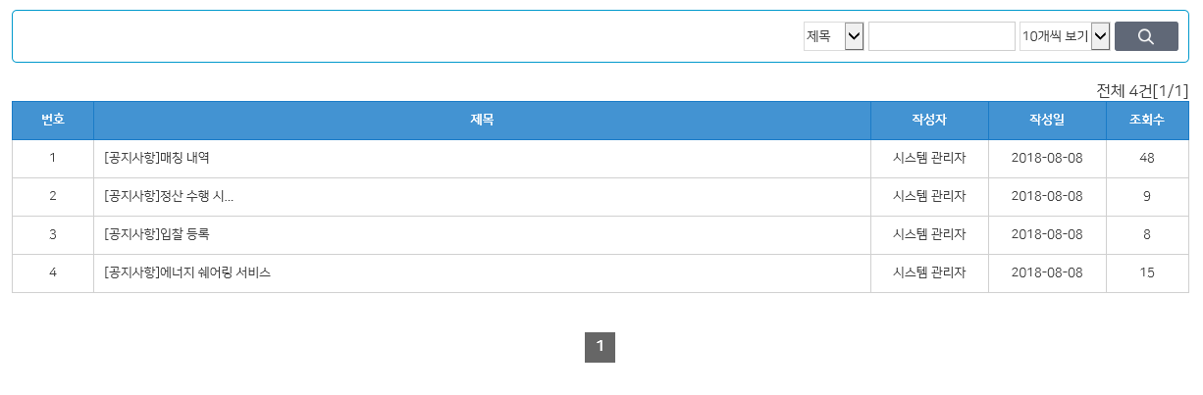 제목 10개씩 보기
전체 4건[1/1]
번호 제목 작성자 작성일 조회수
1 [공지사항]매칭 내역 시스템 관리자 2018-08-08 48
2 [공지사항]정산 수행 시... 시스템 관리자 2018-08-08 9
3 [공지사항]입찰 등록 시스템 관리자 2018-08-08 8
4 [공지사항]에너지 쉐어링 서비스 시스템 관리자 2018-08-08 15
1